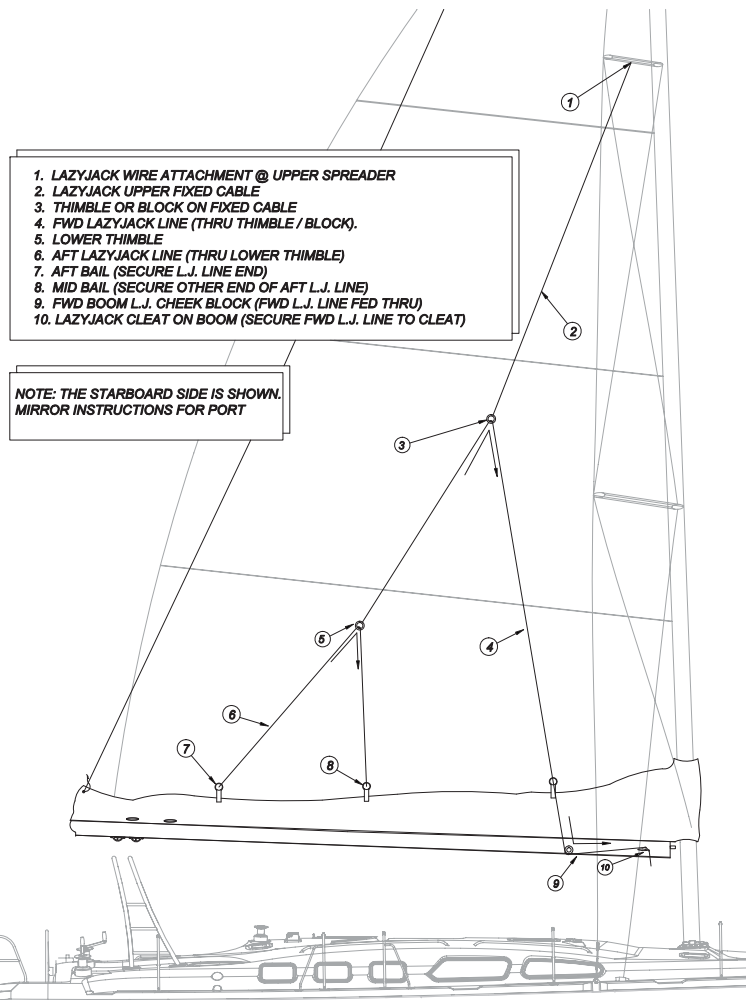 1. LAZYJACK WIRE ATTACHMENT @ UPPER SPREADER
2. LAZYJACK UPPER FIXED CABLE
3. THIMBLE OR BLOCK ON FIXED CABLE
4. FWD LAZYJACK LINE (THRU THIMBLE / BLOCK).
5. LOWER THIMBLE
6. AFT LAZYJACK LINE (THRU LOWER THIMBLE)
7. AFT BAIL (SECURE L.J. LINE END)
8. MID BAIL (SECURE OTHER END OF AFT L.J. LINE)
9. FWD BOOM L.J. CHEEK BLOCK (FWD L.J. LINE FED THRU)
10. LAZYJACK CLEAT ON BOOM (SECURE FWD L.J. LINE TO CLEAT)
NOTE: THE STARBOARD SIDE IS SHOWN.
MIRROR INSTRUCTIONS FOR PORT
1
2
3
5
4
6
7
8
10
9